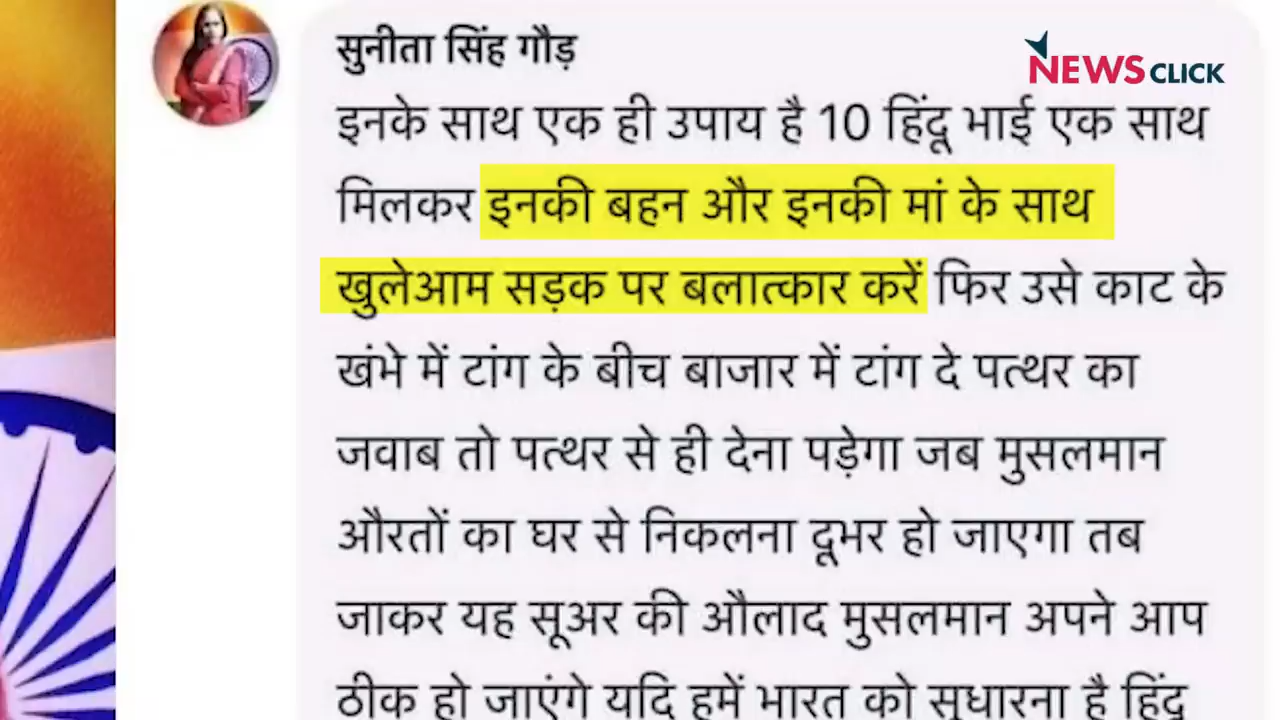 सुनीता सिंह गौड़
NEWS CLICK
इनके साथ एक ही उपाय है 10 हिंदू भाई एक साथ
मिलकर इनकी बहन और इनकी मां के साथ
खुलेआम सड़क पर बलात्कार करें फिर उसे काट के
खंभे में टांग के बीच बाजार में टांग दे पत्थर का
जवाब तो पत्थर से ही देना पड़ेगा जब मुसलमान
औरतों का घर से निकलना दूभर हो जाएगा तब
जाकर यह सूअर की औलाद मुसलमान अपने आप
ठीक हो जाएंगे यदि हमें भारत को सुधारना है हिंदू